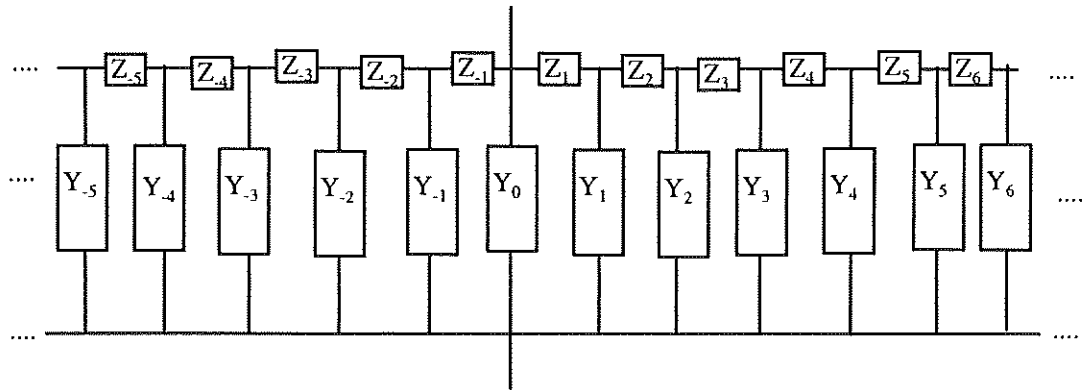 .... Z₋₅ Z₋₄ Z₋₃ Z₋₂ Z₋₁ Z₁ Z₂ Z₃ Z₄ Z₅ Z₆ ....
.... Y₋₅ Y₋₄ Y₋₃ Y₋₂ Y₋₁ Y₀ Y₁ Y₂ Y₃ Y₄ Y₅ Y₆ ....
.... ....